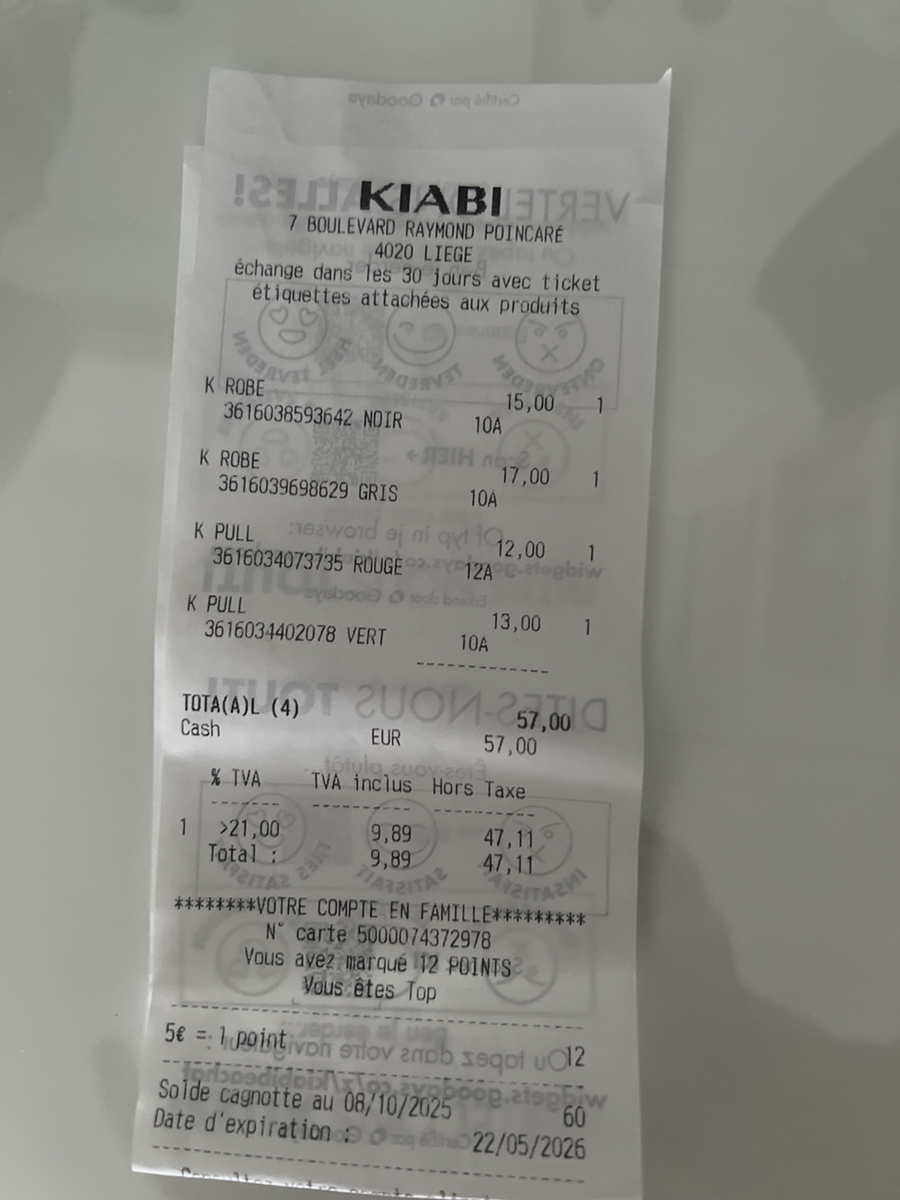 KIABI
7 BOULEVARD RAYMOND POINCARÉ
4020 LIEGE
échange dans les 30 jours avec ticket
étiquettes attachées aux produits
K ROBE 15,00 1
3616038593642 NOIR 10A
K ROBE 17,00 1
3616039698629 GRIS 10A
K PULL 12,00 1
3616034073735 ROUGE 12A
K PULL 13,00 1
3616034402078 VERT 10A
TOTA(A)L (4) 57,00
Cash EUR 57,00
% TVA TVA inclus Hors Taxe
1 >21,00 9,89 47,11
Total : 9,89 47,11
********VOTRE COMPTE EN FAMILLE*********
N° carte 5000074372978
Vous avez marqué 12 POINTS
Vous êtes Top
5€ = 1 point 12
Solde cagnotte au 08/10/2025 60
Date d'expiration : 22/05/2026